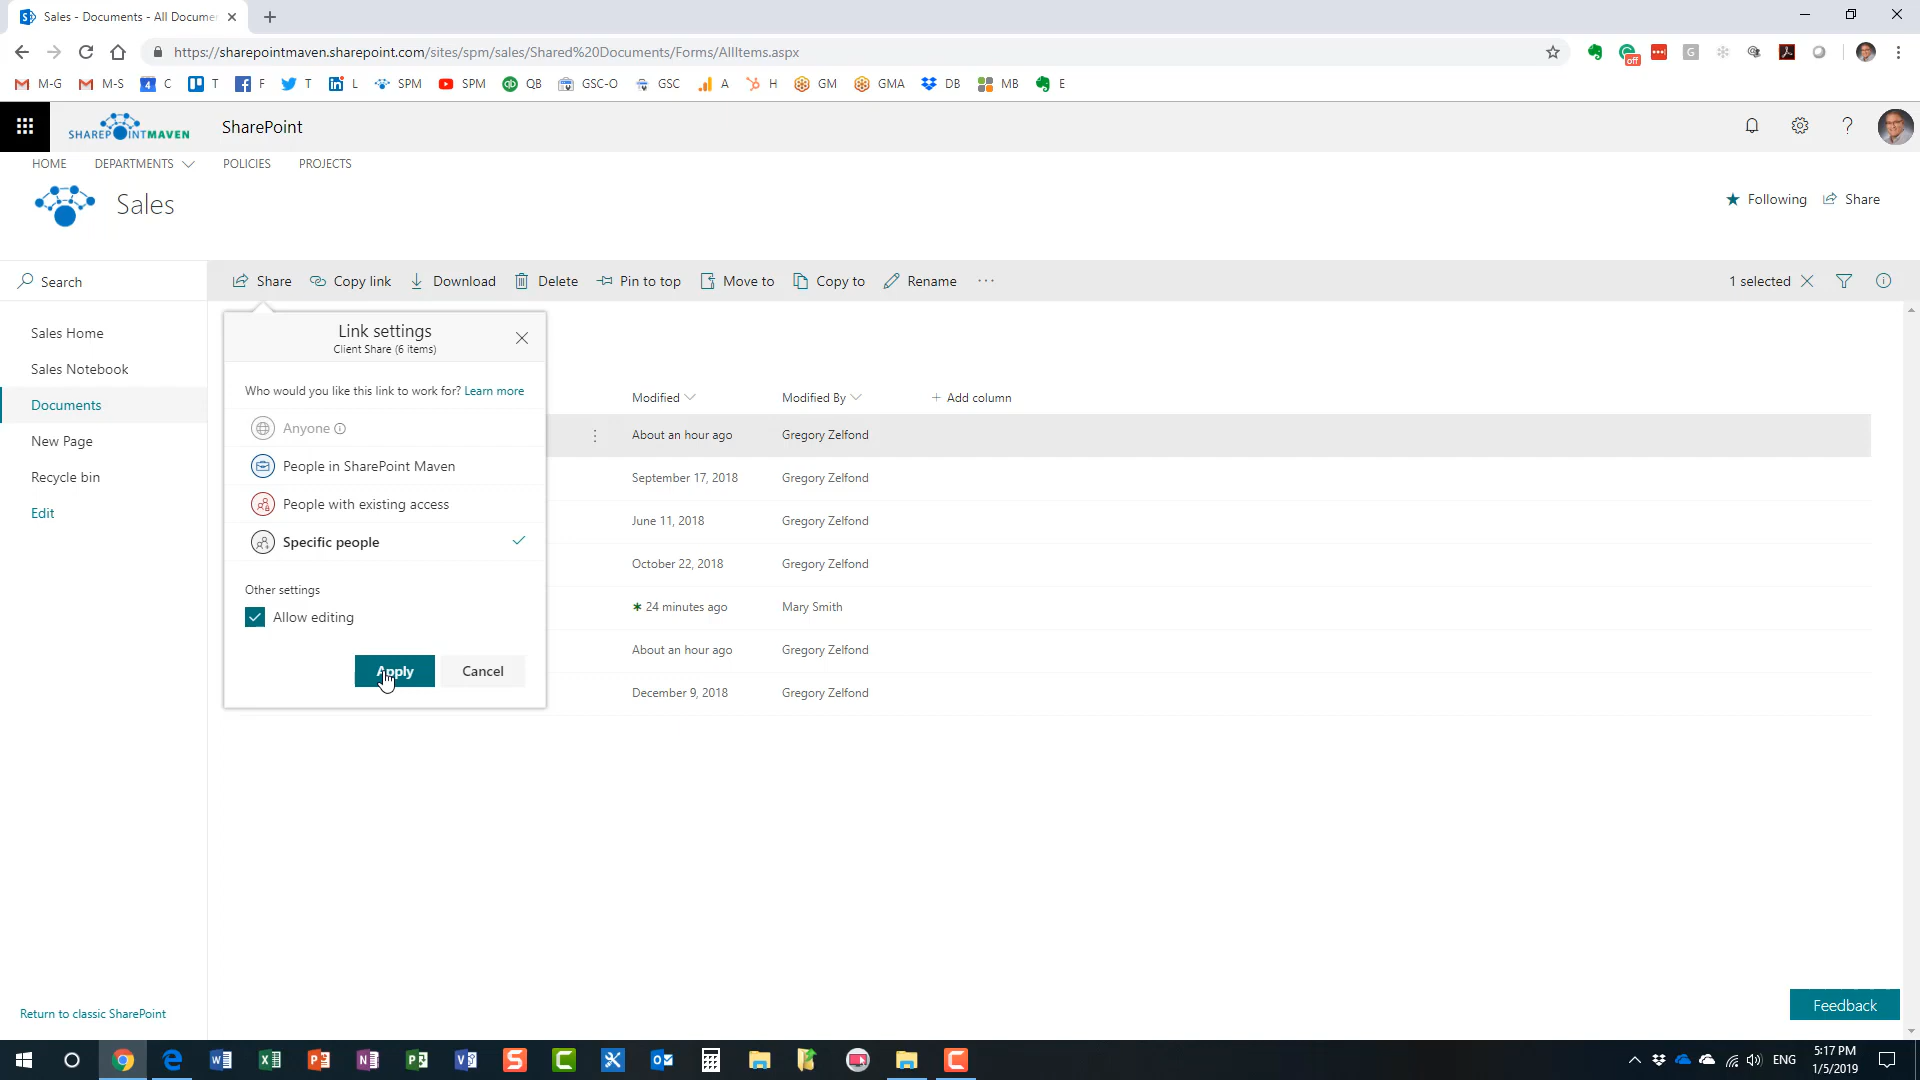 Sales - Documents - All Docume
https://sharepointmaven.sharepoint.com/sites/spm/sales/Shared%20Documents/Forms/AllItems.aspx
off
M-G M-S 4 C T F T L SPM SPM QB GSC-O GSC A H GM GMA DB MB E
SHAREPOINTMAVEN SharePoint
HOME DEPARTMENTS POLICIES PROJECTS
Sales
Following Share
Search
Share Copy link Download Delete Pin to top Move to Copy to Rename ··· 1 selected
Sales Home
Sales Notebook
Documents
New Page
Recycle bin
Edit
Return to classic SharePoint
Link settings
Client Share (6 items)
Who would you like this link to work for? Learn more
Anyone
People in SharePoint Maven
People with existing access
Specific people
Other settings
Allow editing
Apply Cancel
Modified Modified By + Add column
About an hour ago Gregory Zelfond
September 17, 2018 Gregory Zelfond
June 11, 2018 Gregory Zelfond
October 22, 2018 Gregory Zelfond
24 minutes ago Mary Smith
About an hour ago Gregory Zelfond
December 9, 2018 Gregory Zelfond
Feedback
ENG
5:17 PM
1/5/2019